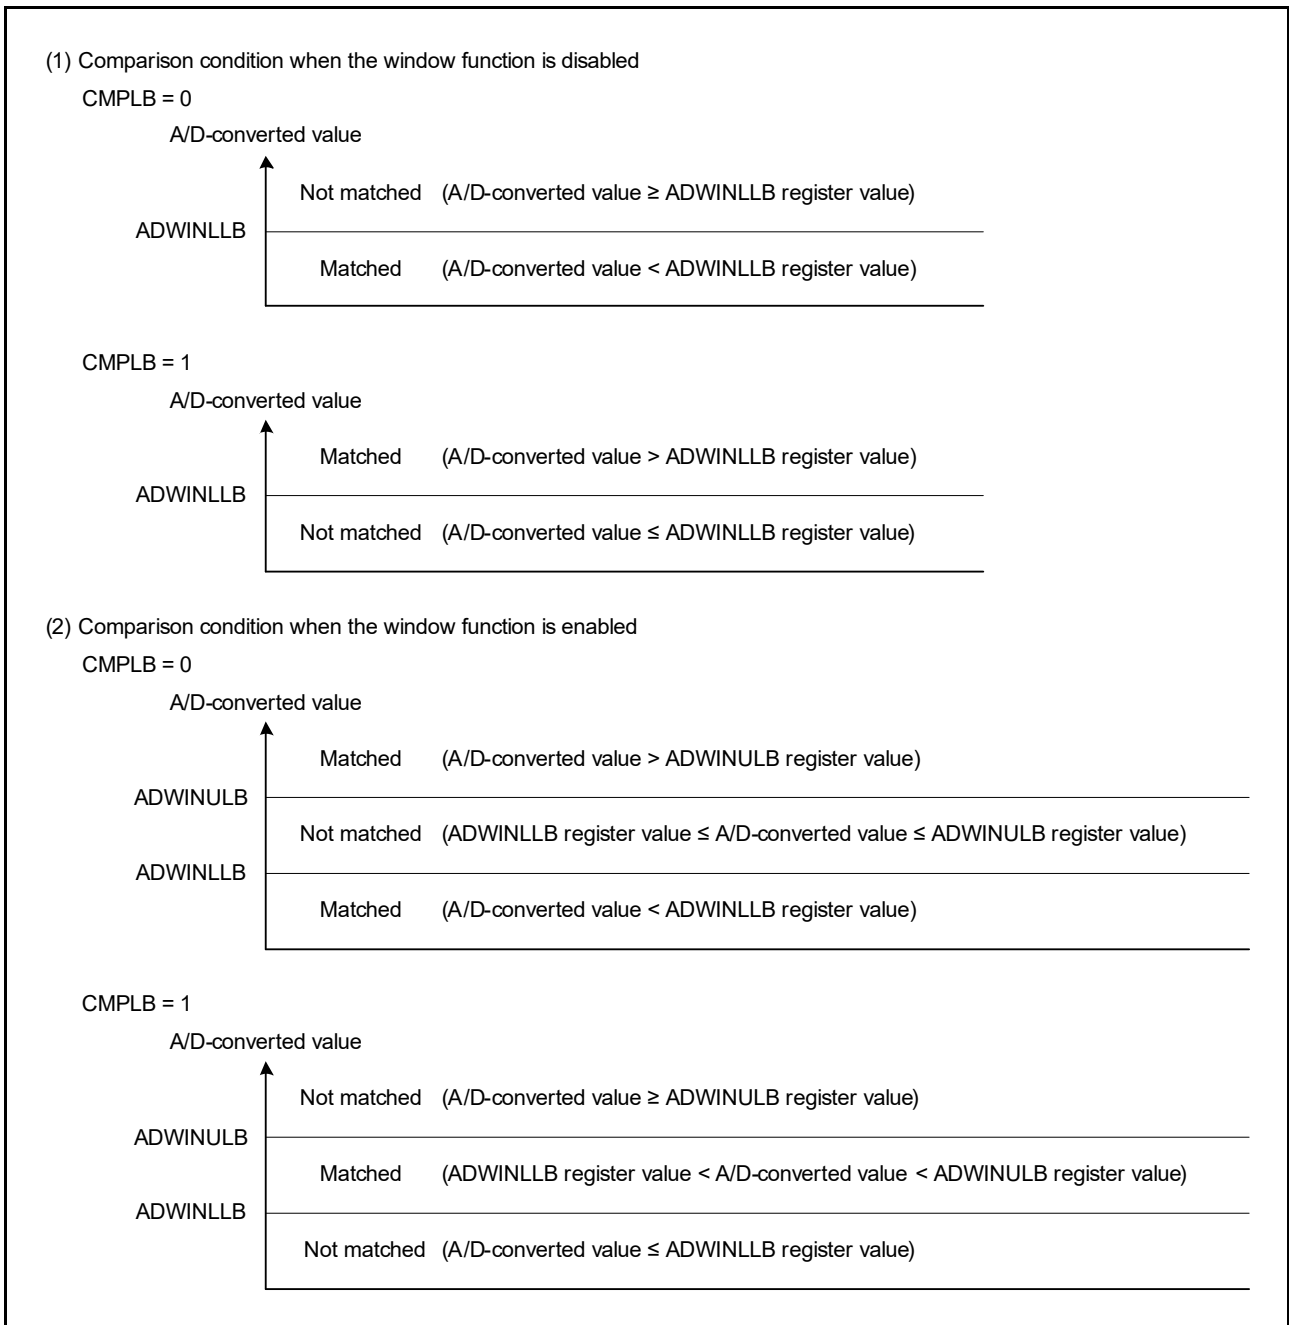 (1) Comparison condition when the window function is disabled
CMPLB = 0
A/D-converted value
Not matched (A/D-converted value ≥ ADWINLLB register value)
ADWINLLB
Matched (A/D-converted value < ADWINLLB register value)
CMPLB = 1
A/D-converted value
Matched (A/D-converted value > ADWINLLB register value)
ADWINLLB
Not matched (A/D-converted value ≤ ADWINLLB register value)
(2) Comparison condition when the window function is enabled
CMPLB = 0
A/D-converted value
Matched (A/D-converted value > ADWINULB register value)
ADWINULB
Not matched (ADWINLLB register value ≤ A/D-converted value ≤ ADWINULB register value)
ADWINLLB
Matched (A/D-converted value < ADWINLLB register value)
CMPLB = 1
A/D-converted value
Not matched (A/D-converted value ≥ ADWINULB register value)
ADWINULB
Matched (ADWINLLB register value < A/D-converted value < ADWINULB register value)
ADWINLLB
Not matched (A/D-converted value ≤ ADWINLLB register value)